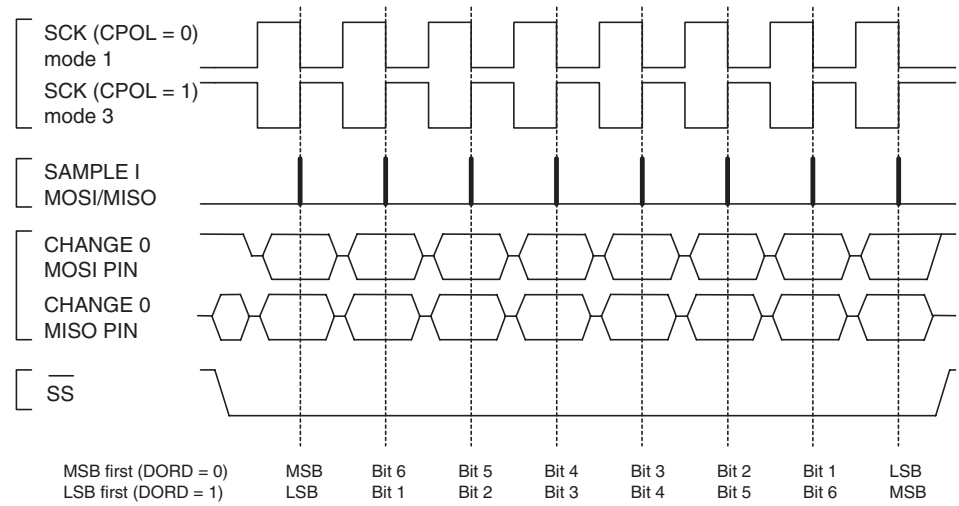 SCK (CPOL = 0)
mode 1
SCK (CPOL = 1)
mode 3
SAMPLE I
MOSI/MISO
CHANGE 0
MOSI PIN
CHANGE 0
MISO PIN
SS
MSB first (DORD = 0) MSB Bit 6 Bit 5 Bit 4 Bit 3 Bit 2 Bit 1 LSB
LSB first (DORD = 1) LSB Bit 1 Bit 2 Bit 3 Bit 4 Bit 5 Bit 6 MSB